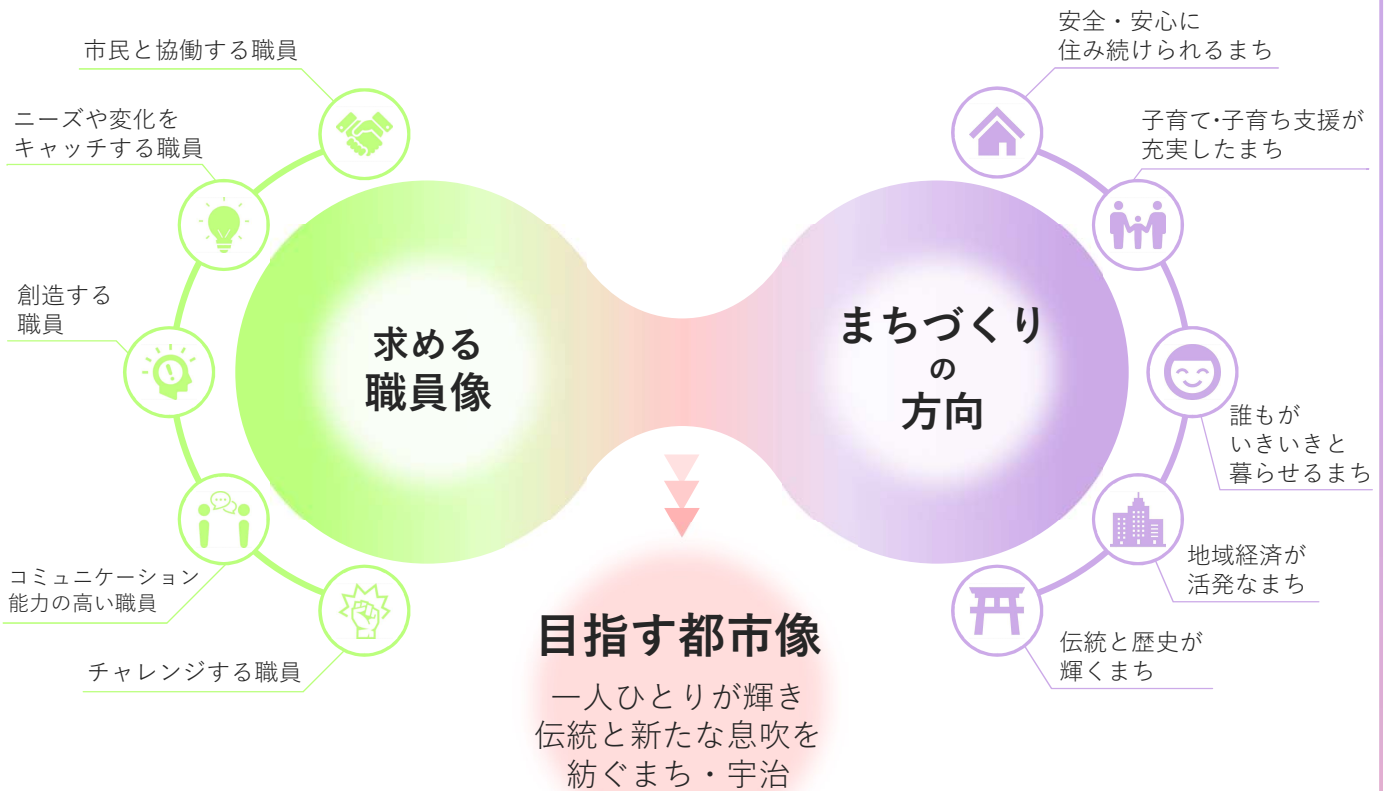 市民と協働する職員
ニーズや変化を
キャッチする職員
創造する
職員
コミュニケーション
能力の高い職員
チャレンジする職員
求める
職員像
まちづくり
の
方向
安全・安心に
住み続けられるまち
子育て・子育ち支援が
充実したまち
誰もが
いきいきと
暮らせるまち
地域経済が
活発なまち
伝統と歴史が
輝くまち
目指す都市像
一人ひとりが輝き
伝統と新たな息吹を
紡ぐまち・宇治